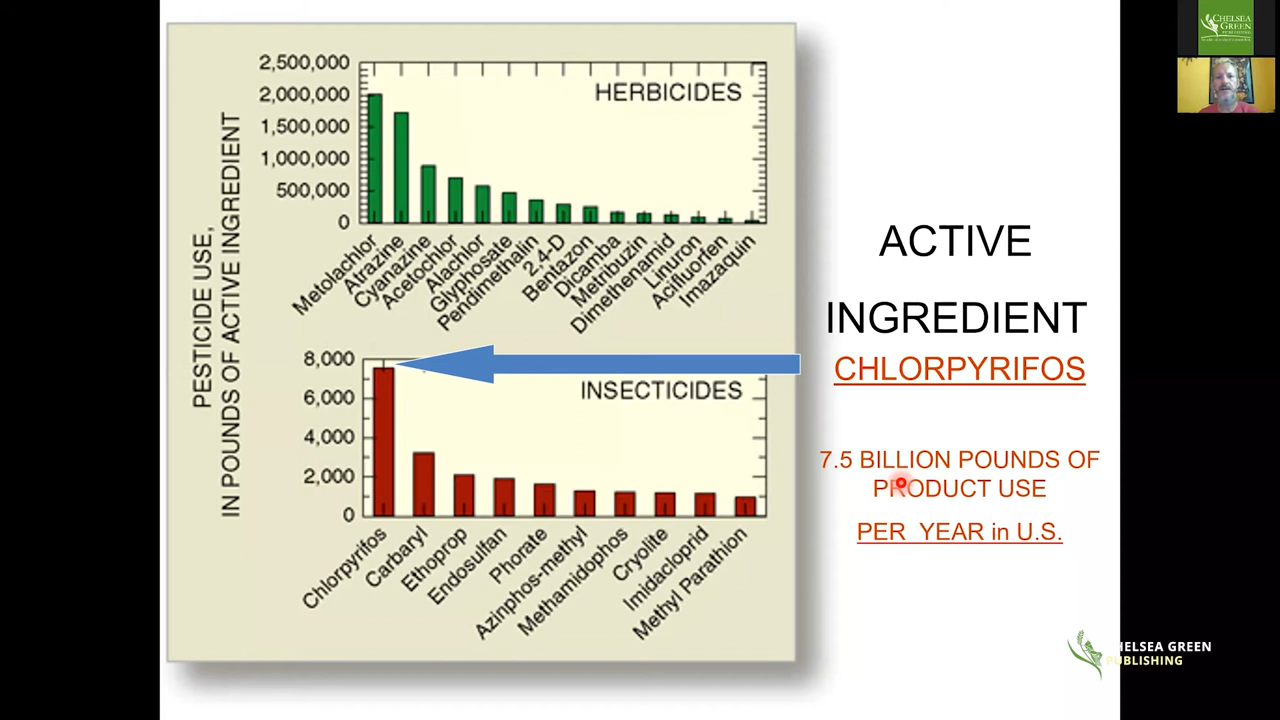 CHELSEA
GREEN
PUBLISHING
PESTICIDE USE,
IN POUNDS OF ACTIVE INGREDIENT
2,500,000
2,000,000
1,500,000
1,000,000
500,000
0
HERBICIDES
Metolachlor
Atrazine
Cyanazine
Acetochlor
Alachlor
Glyphosate
Pendimethalin
2,4-D
Bentazon
Dicamba
Metribuzin
Dimethenamid
Linuron
Acifluorfen
Imazaquin
8,000
6,000
4,000
2,000
0
INSECTICIDES
Chlorpyrifos
Carbaryl
Ethoprop
Endosulfan
Phorate
Azinphos-methyl
Methamidophos
Cryolite
Imidacloprid
Methyl Parathion
ACTIVE
INGREDIENT
CHLORPYRIFOS
7.5 BILLION POUNDS OF
PRODUCT USE
PER YEAR in U.S.
CHELSEA GREEN
PUBLISHING